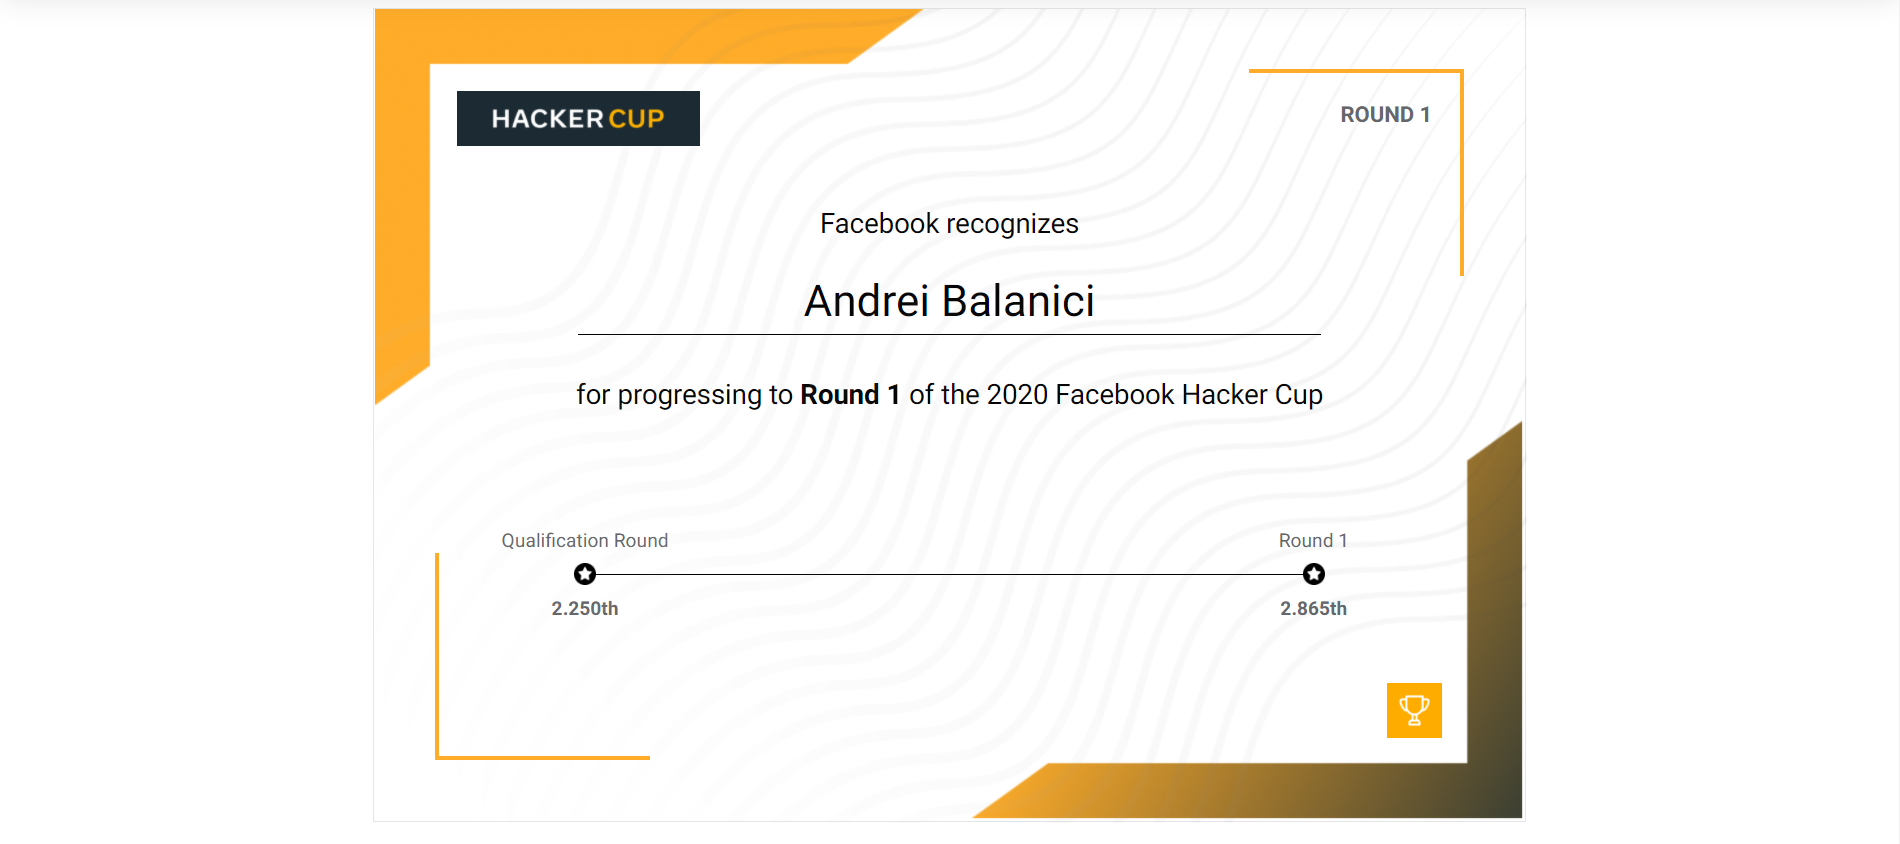 HACKER CUP
ROUND 1
Facebook recognizes
Andrei Balanici
for progressing to Round 1 of the 2020 Facebook Hacker Cup
Qualification Round
Round 1
2.250th
2.865th